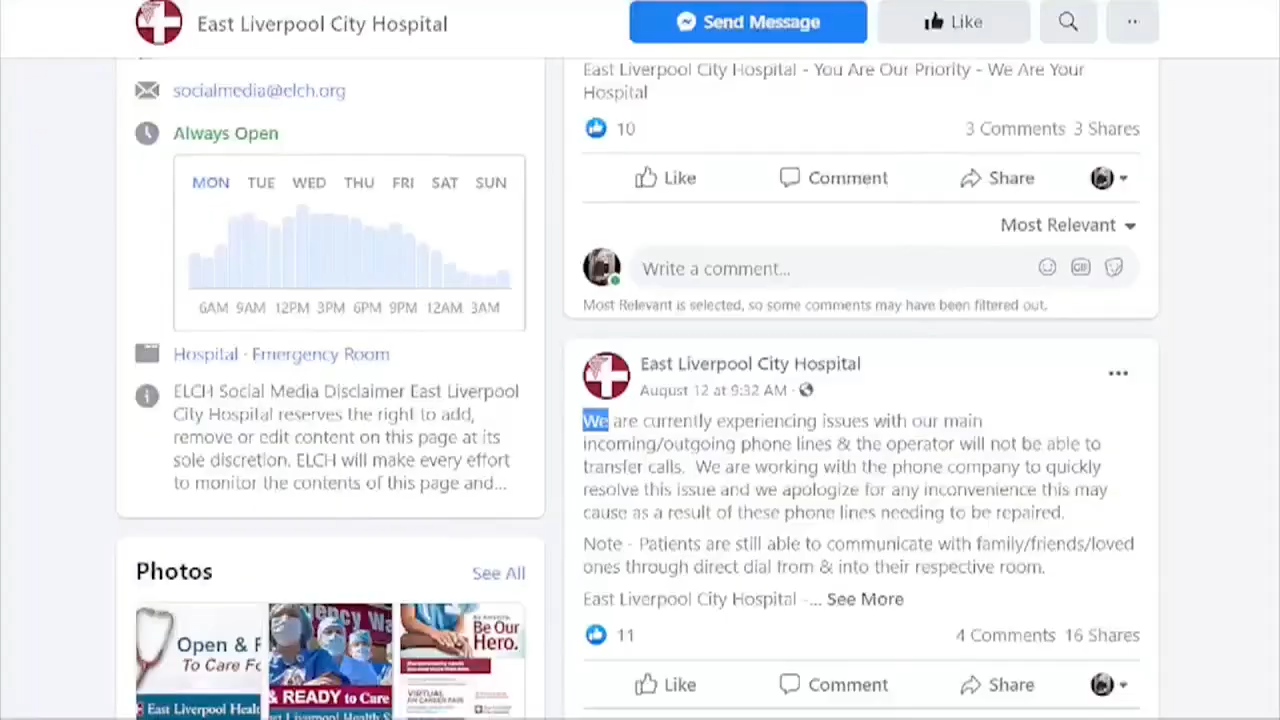 East Liverpool City Hospital
Send Message
Like
socialmedia@elch.org
Always Open
MON TUE WED THU FRI SAT SUN
6AM 9AM 12PM 3PM 6PM 9PM 12AM 3AM
Hospital · Emergency Room
ELCH Social Media Disclaimer East Liverpool
City Hospital reserves the right to add,
remove or edit content on this page at its
sole discretion. ELCH will make every effort
to monitor the contents of this page and...
Photos
See All
Open & F
To Care Fo
East Liverpool Healt
& READY to Care
t Liverpool Health S
Be Our
Hero.
VIRTUAL
East Liverpool City Hospital - You Are Our Priority - We Are Your
Hospital
10
3 Comments 3 Shares
Like Comment Share
Most Relevant
Write a comment...
GIF
Most Relevant is selected, so some comments may have been filtered out.
East Liverpool City Hospital
August 12 at 9:32 AM ·
We are currently experiencing issues with our main
incoming/outgoing phone lines & the operator will not be able to
transfer calls. We are working with the phone company to quickly
resolve this issue and we apologize for any inconvenience this may
cause as a result of these phone lines needing to be repaired.
Note - Patients are still able to communicate with family/friends/loved
ones through direct dial from & into their respective room.
East Liverpool City Hospital -... See More
11
4 Comments 16 Shares
Like Comment Share